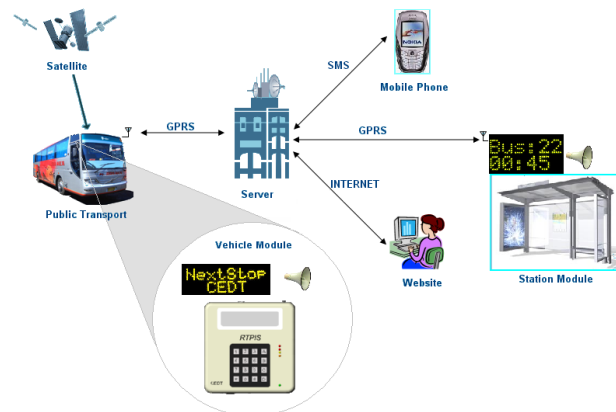 Satellite
SMS
NOKIA
Mobile Phone
GPRS
GPRS
Bus:22
00:45
Public Transport
Server
INTERNET
Vehicle Module
NextStop
CEDT
Website
Station Module
RTPIS
CEDT